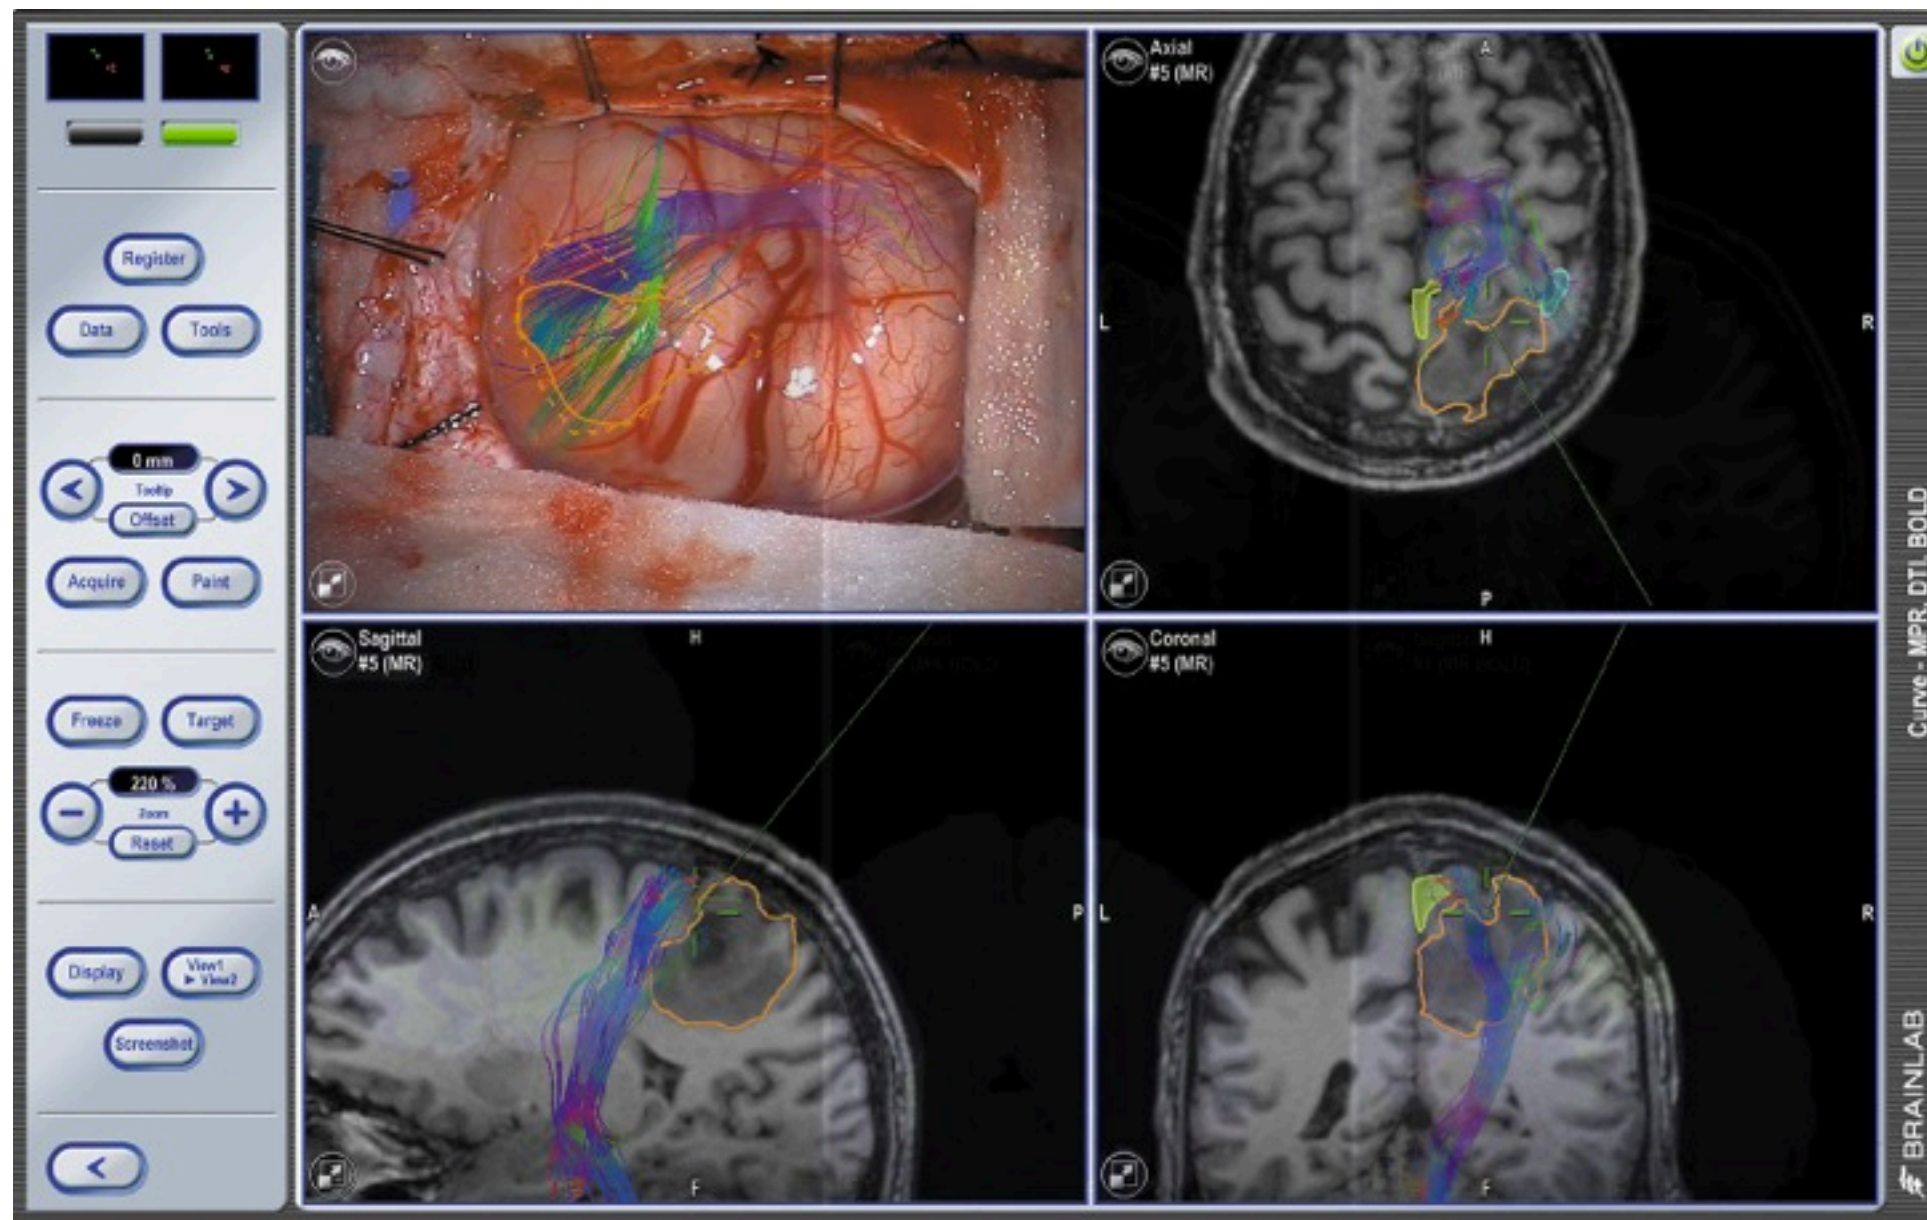 Register
Data
Tools
0 mm
Tooltip
Offset
Acquire
Paint
Freeze
Target
220 %
Zoom
Reset
Display
View1
▶ View2
Screenshot
Axial
#5 (MR)
A
L
R
P
Sagittal
#5 (MR)
H
A
P
F
Coronal
#5 (MR)
H
L
R
F
Curve - MPR, DTI, BOLD
BRAINLAB